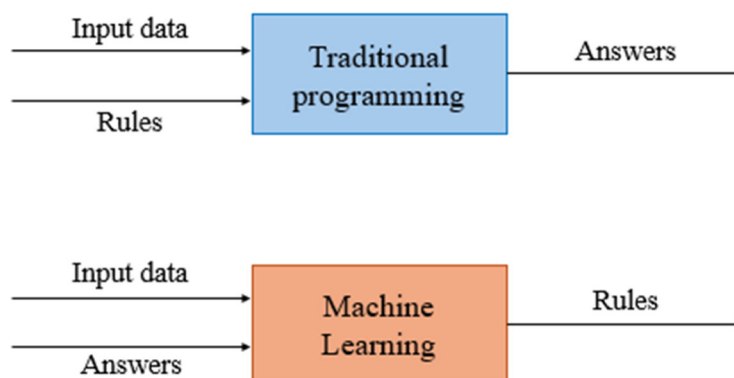 Input data
Rules
Traditional
programming
Answers
Input data
Answers
Machine
Learning
Rules